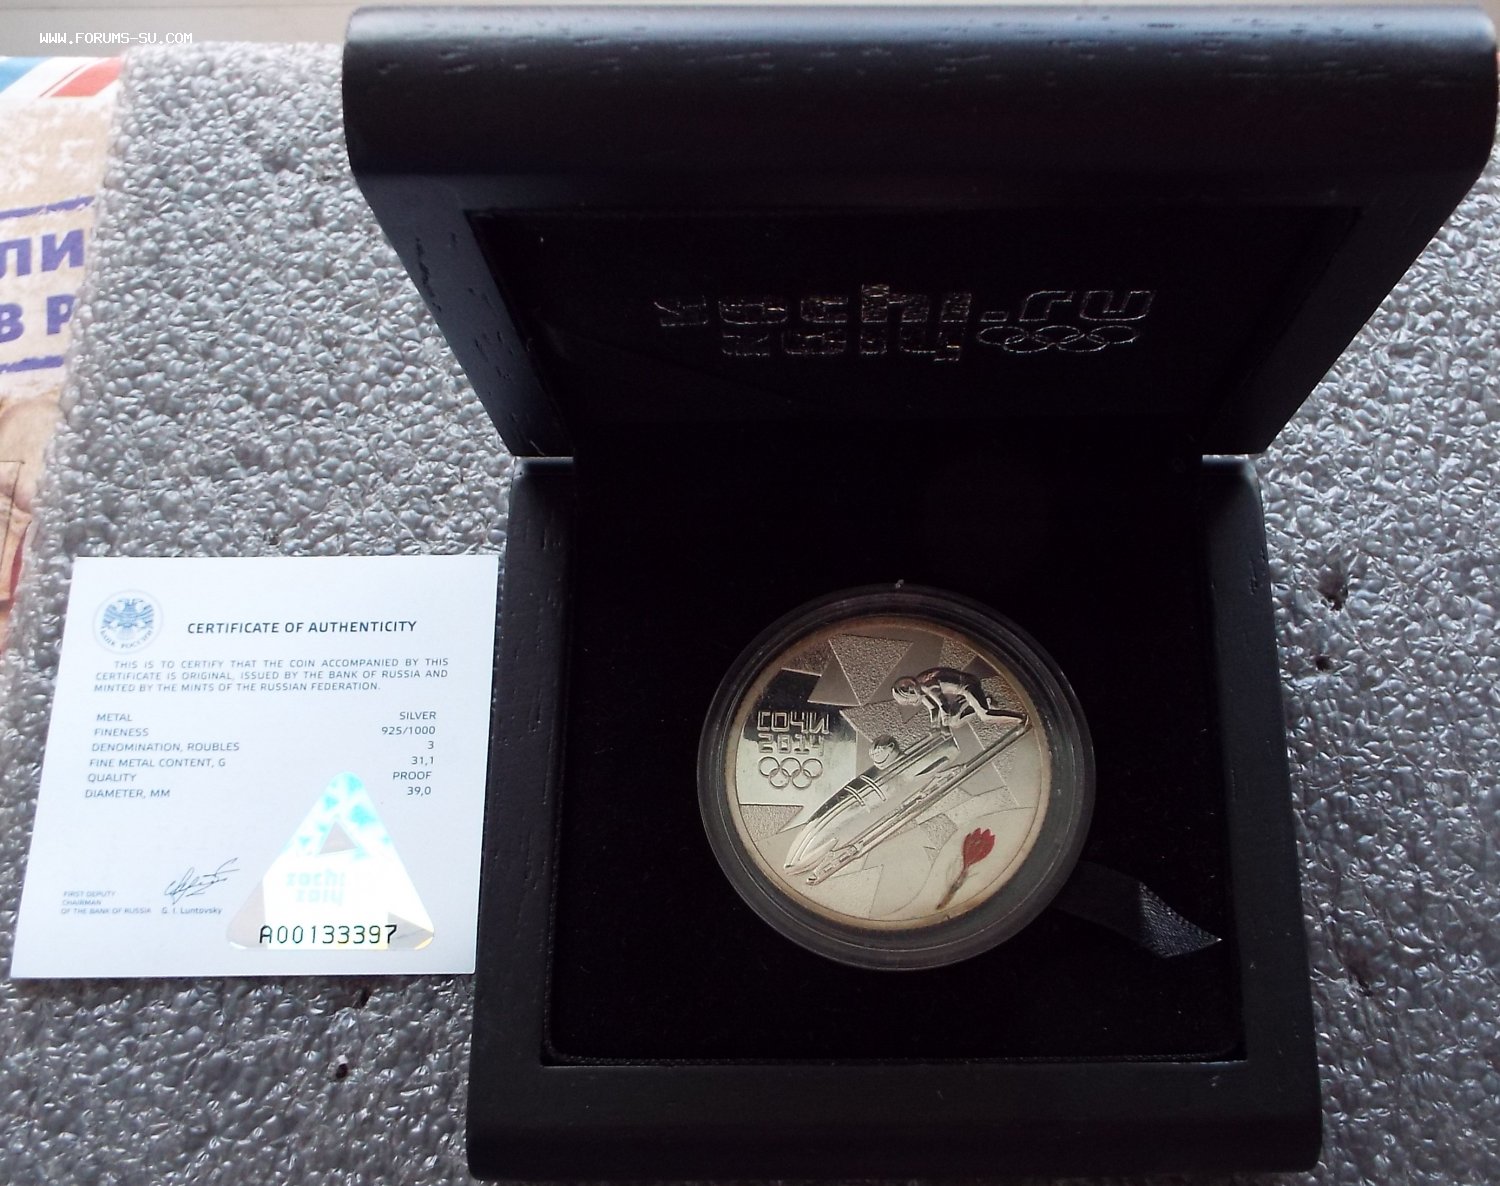 WWW.FORUMS-SU.COM
ЛИ
В Р
sochi.ru
2014
БАНК РОССИИ
CERTIFICATE OF AUTHENTICITY
THIS IS TO CERTIFY THAT THE COIN ACCOMPANIED BY THIS
CERTIFICATE IS ORIGINAL, ISSUED BY THE BANK OF RUSSIA AND
MINTED BY THE MINTS OF THE RUSSIAN FEDERATION.
METAL SILVER
FINENESS 925/1000
DENOMINATION, ROUBLES 3
FINE METAL CONTENT, G 31,1
QUALITY PROOF
DIAMETER, MM 39,0
FIRST DEPUTY
CHAIRMAN
OF THE BANK OF RUSSIA G. I. Luntovsky
sochi
2014
A00133397
СОЧИ
2014